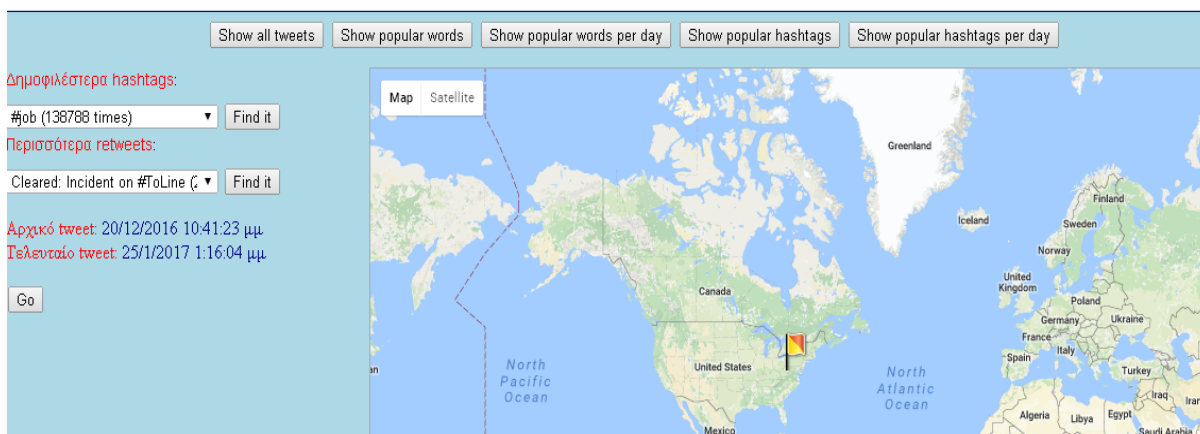 Show all tweets Show popular words Show popular words per day Show popular hashtags Show popular hashtags per day
Δημοφιλέστερα hashtags:
#job (138788 times) Find it
Περισσότερα retweets:
Cleared: Incident on #ToLine (2 Find it
Αρχικό tweet: 20/12/2016 10:41:23 μμ
Τελευταίο tweet: 25/1/2017 1:16:04 μμ
Go
Map Satellite
Greenland
Iceland
Finland
Sweden
Norway
United
Kingdom
Canada
Poland
Germany
Ukraine
France
Italy
Spain
Turkey
North
Pacific
Ocean
United States
North
Atlantic
Ocean
Mexico
Algeria
Libya
Egypt
Iraq
Iran
Saudi Arabia
an